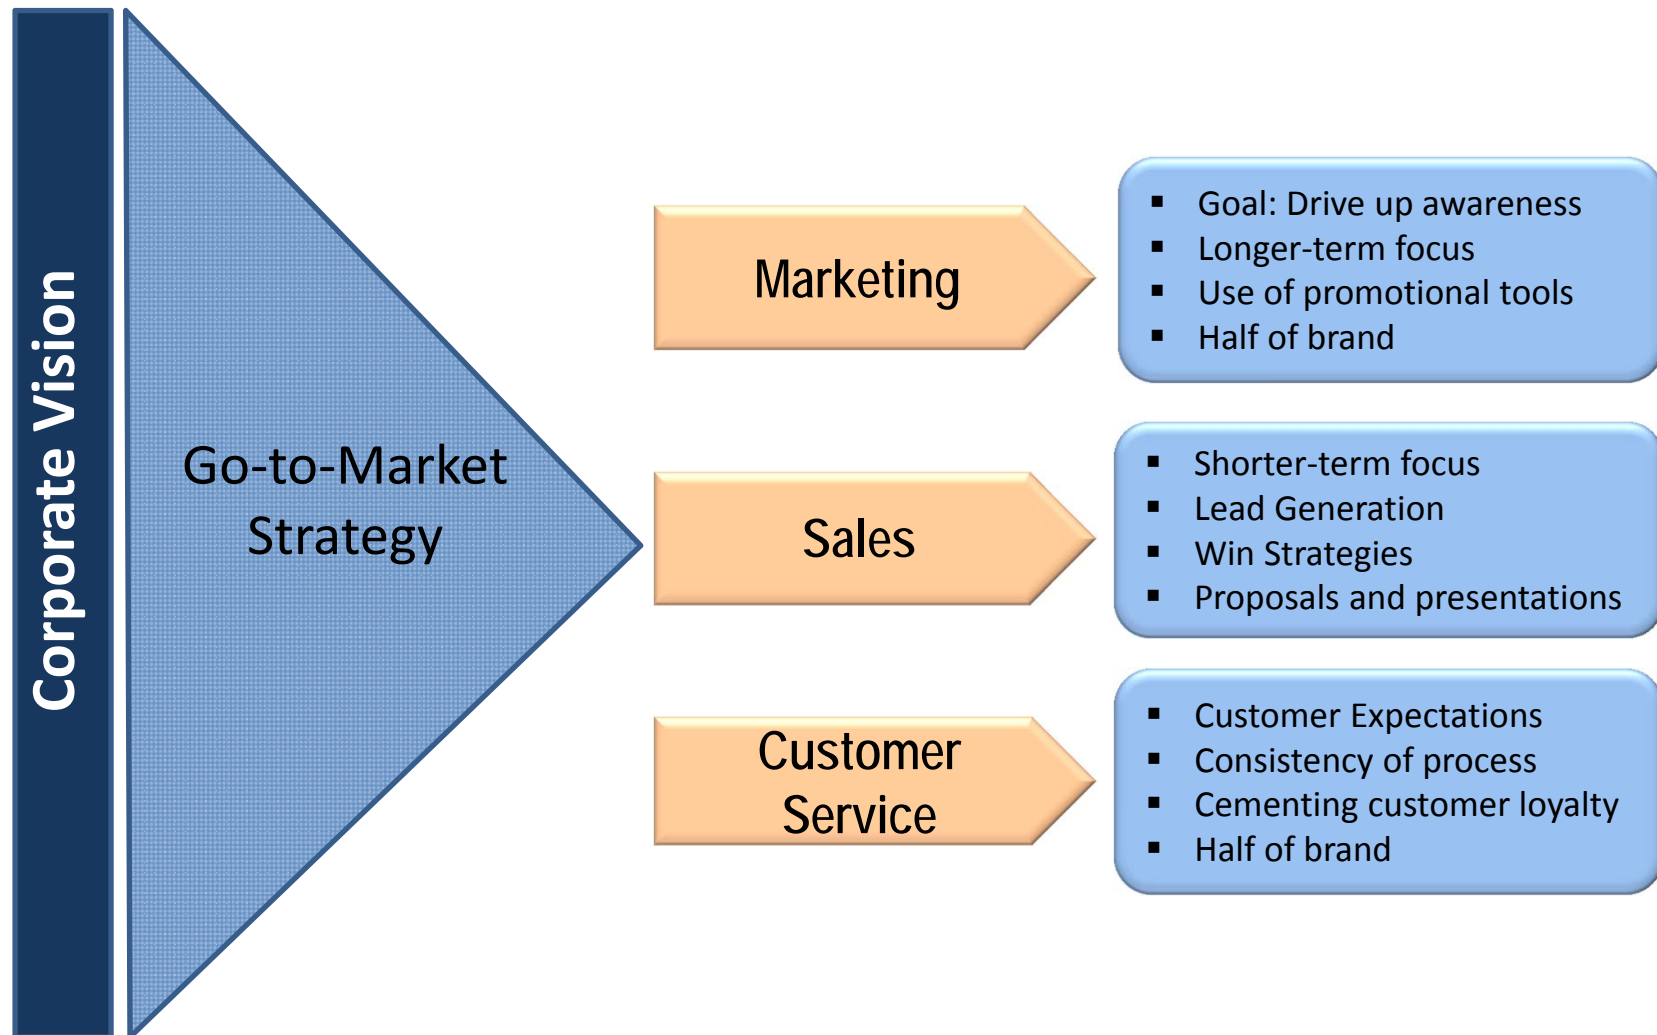 Corporate Vision
Go-to-Market
Strategy
Marketing
▪ Goal: Drive up awareness
▪ Longer-term focus
▪ Use of promotional tools
▪ Half of brand
Sales
▪ Shorter-term focus
▪ Lead Generation
▪ Win Strategies
▪ Proposals and presentations
Customer
Service
▪ Customer Expectations
▪ Consistency of process
▪ Cementing customer loyalty
▪ Half of brand